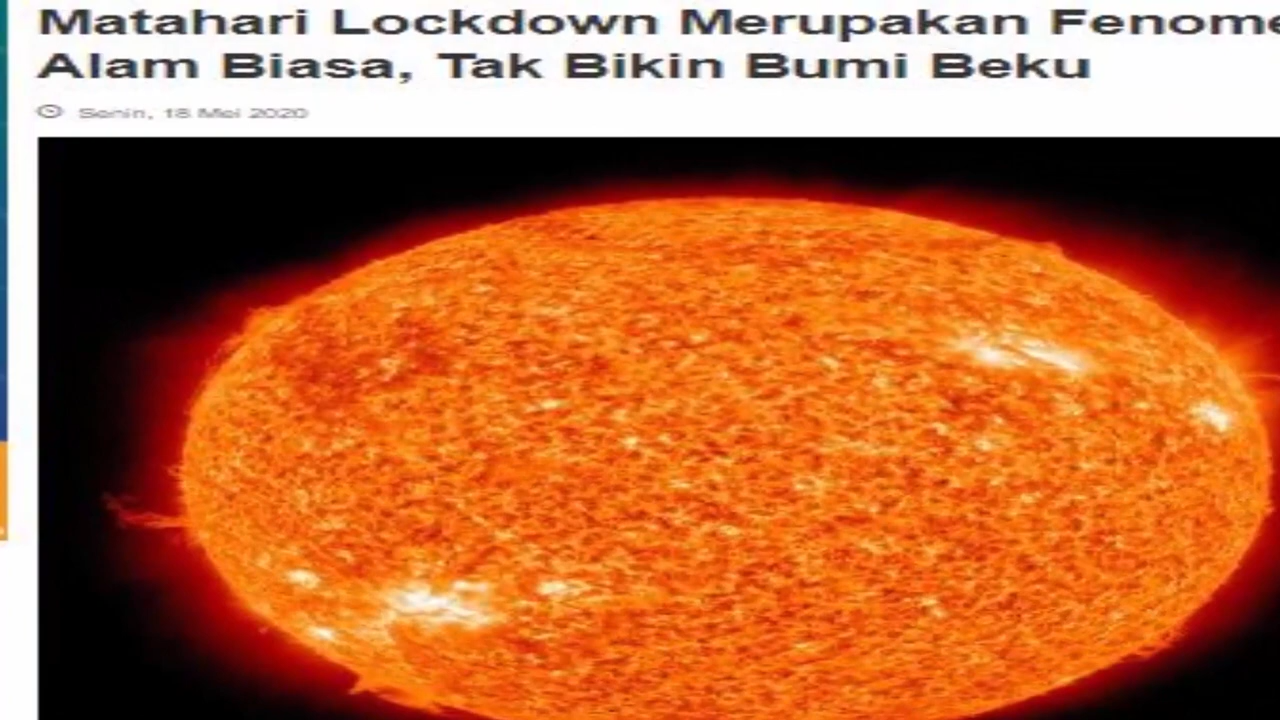 Matahari Lockdown Merupakan Fenome
Alam Biasa, Tak Bikin Bumi Beku
Senin, 18 Mei 2020